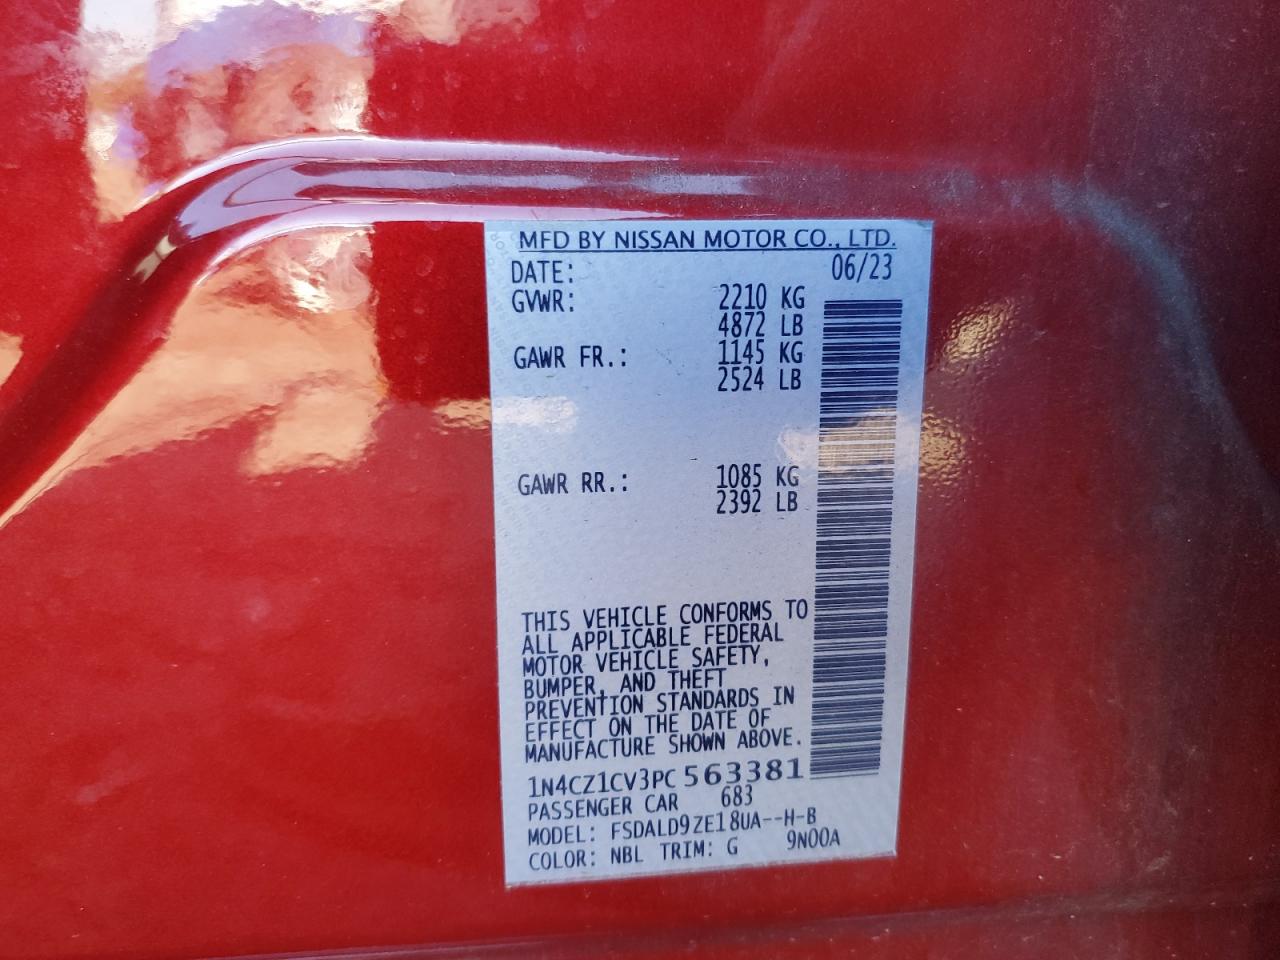 MFD BY NISSAN MOTOR CO., LTD.
DATE: 06/23
GVWR: 2210 KG
4872 LB
GAWR FR.: 1145 KG
2524 LB
GAWR RR.: 1085 KG
2392 LB
THIS VEHICLE CONFORMS TO
ALL APPLICABLE FEDERAL
MOTOR VEHICLE SAFETY,
BUMPER, AND THEFT
PREVENTION STANDARDS IN
EFFECT ON THE DATE OF
MANUFACTURE SHOWN ABOVE.
1N4CZ1CV3PC563381
PASSENGER CAR 683
MODEL: FSDALD9ZE18UA--H-B
COLOR: NBL TRIM: G 9N00A